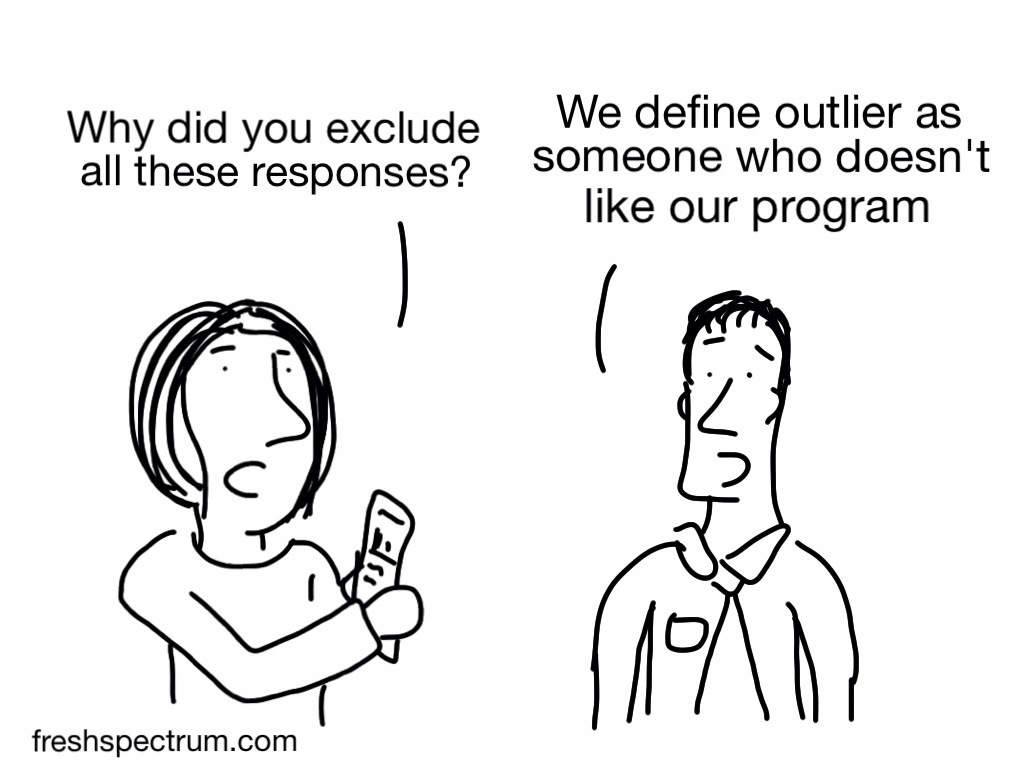 Why did you exclude
all these responses?
We define outlier as
someone who doesn't
like our program
freshspectrum.com